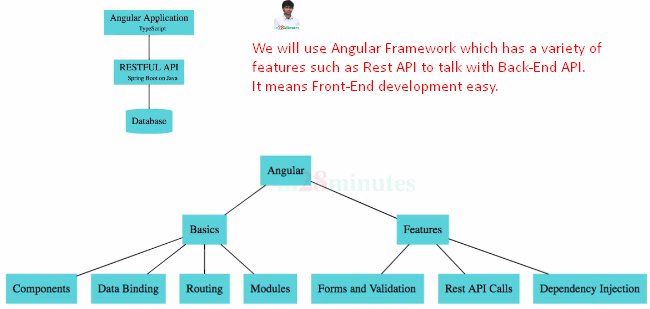 Angular Application
TypeScript
RESTFUL API
Spring Boot on Java
Database
We will use Angular Framework which has a variety of
features such as Rest API to talk with Back-End API.
It means Front-End development easy.
Angular
28minutes
Basics
Features
Components
Data Binding
Routing
Modules
Forms and Validation
Rest API Calls
Dependency Injection